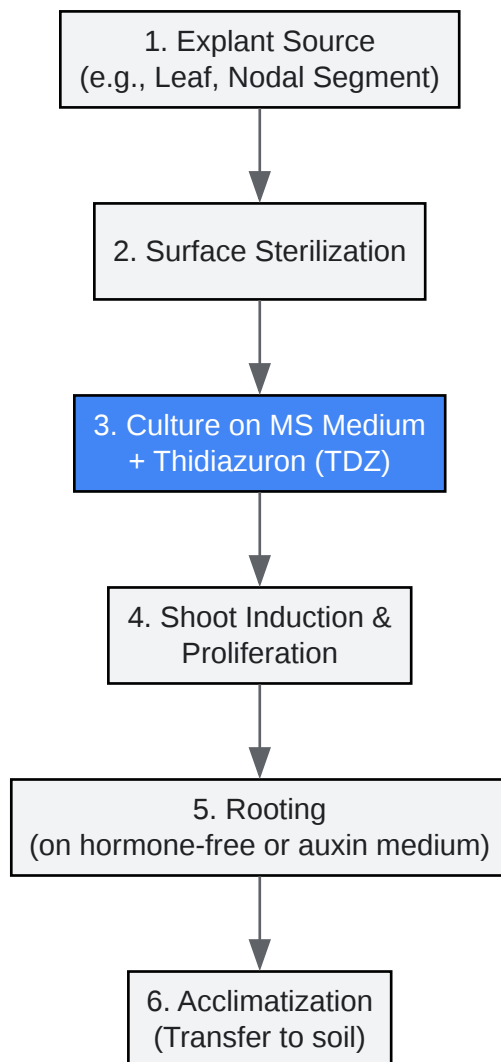 1. Explant Source
(e.g., Leaf, Nodal Segment)
2. Surface Sterilization
3. Culture on MS Medium
+ Thidiazuron (TDZ)
4. Shoot Induction &
Proliferation
5. Rooting
(on hormone-free or auxin medium)
6. Acclimatization
(Transfer to soil)